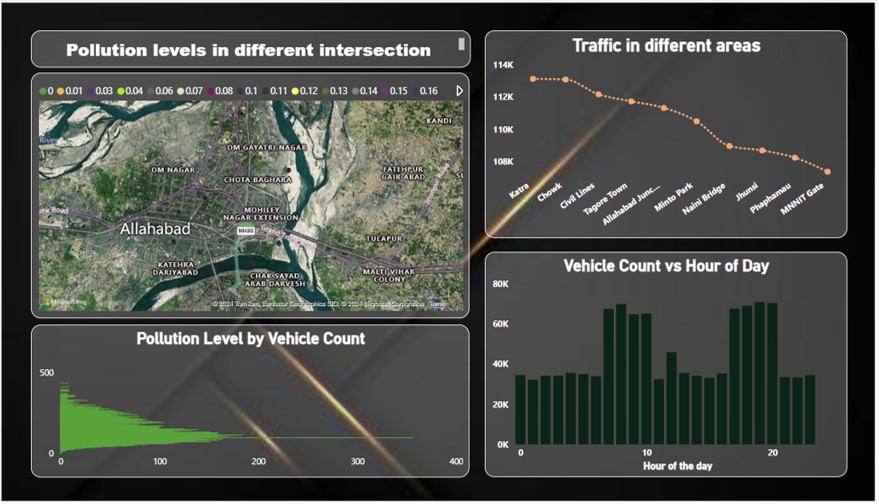 Pollution levels in different intersection
0 0.01 0.03 0.04 0.06 0.07 0.08 0.1 0.11 0.12 0.13 0.14 0.15 0.16
KANDI
River
OM GAYATRI NAGAR
OM NAGAR
CHOTA BAGHARA
FATEHPUR
GAIR ABAD
MOHILEY
NAGAR EXTENSION
Allahabad
NH30
TULAPUR
KATEHRA
DARIYABAD
CHAK SAYAD
ARAB DARVESH
MALTI VIHAR
COLONY
Microsoft Bing
© 2024 TomTom, Earthstar Geographics SIO, © 2024 Microsoft Corporation Terms
Pollution Level by Vehicle Count
500
0
0 100 200 300 400
Traffic in different areas
114K
112K
110K
108K
Katra Chowk Civil Lines Tagore Town Allahabad Junc... Minto Park Naini Bridge Jhunsi Phaphamau MNNIT Gate
Vehicle Count vs Hour of Day
80K
60K
40K
20K
0K
0 10 20
Hour of the day